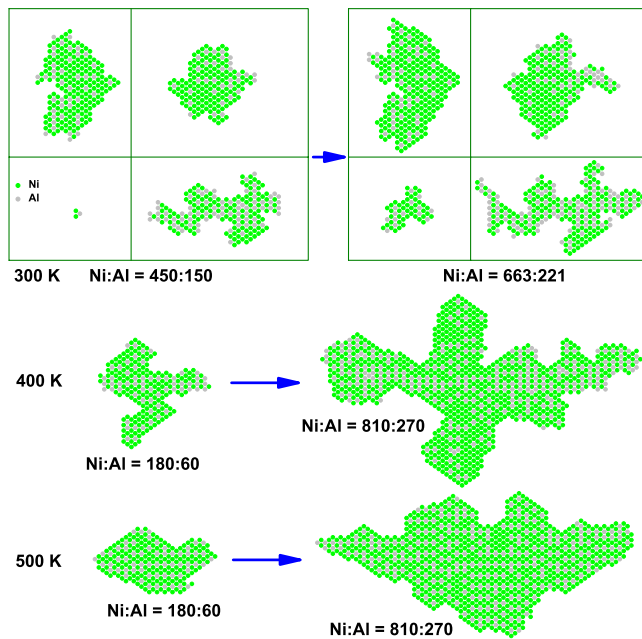 Ni
Al
300 K
Ni:Al = 450:150
Ni:Al = 663:221
400 K
Ni:Al = 180:60
Ni:Al = 810:270
500 K
Ni:Al = 180:60
Ni:Al = 810:270